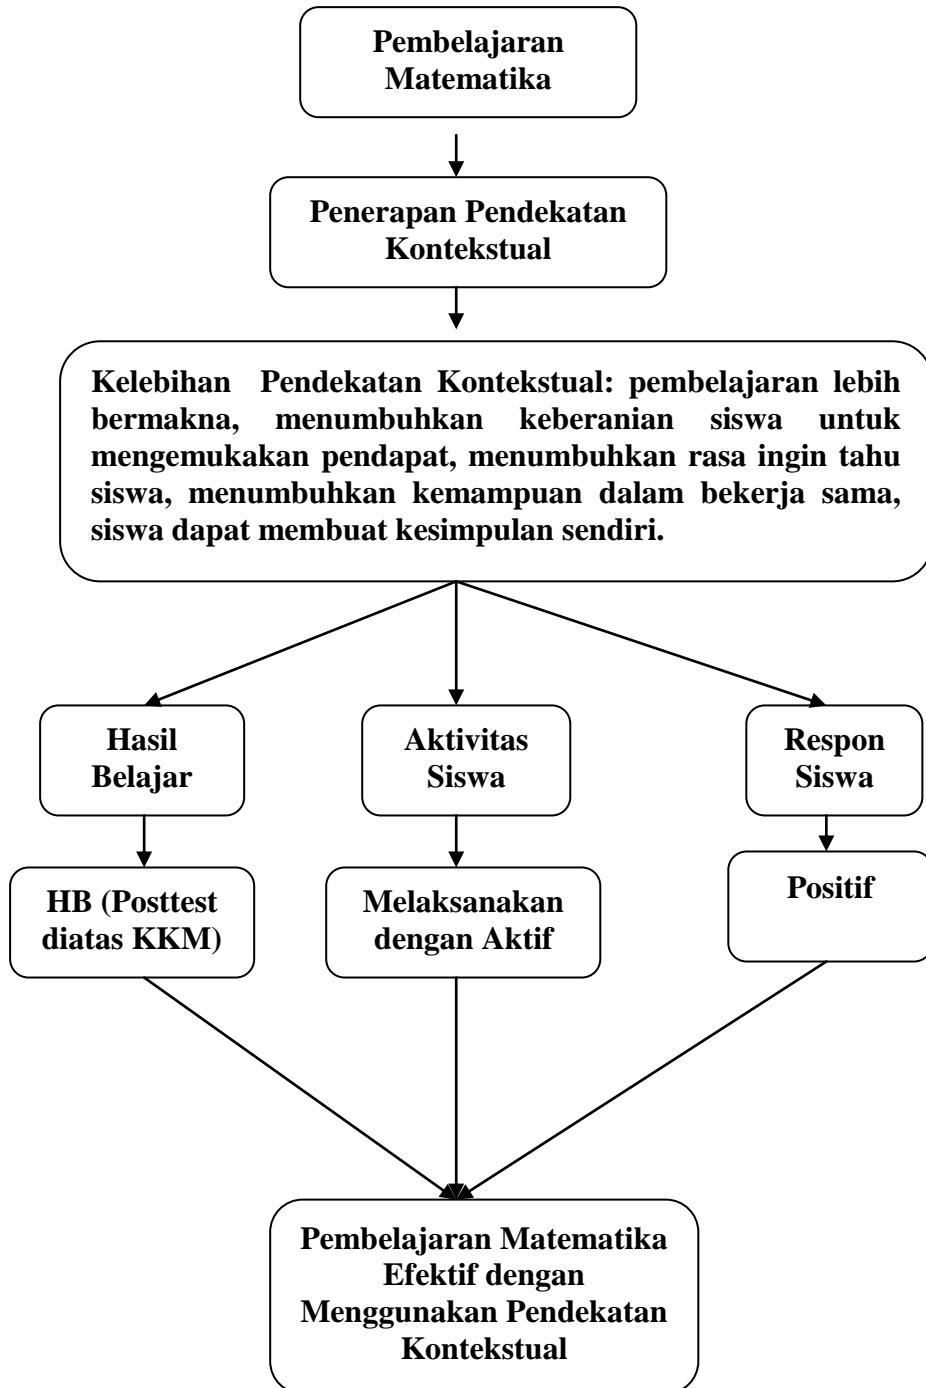 Pembelajaran
Matematika
Penerapan Pendekatan
Kontekstual
Kelebihan Pendekatan Kontekstual: pembelajaran lebih
bermakna, menumbuhkan keberanian siswa untuk
mengemukakan pendapat, menumbuhkan rasa ingin tahu
siswa, menumbuhkan kemampuan dalam bekerja sama,
siswa dapat membuat kesimpulan sendiri.
Hasil
Belajar
Aktivitas
Siswa
Respon
Siswa
HB (Posttest
diatas KKM)
Melaksanakan
dengan Aktif
Positif
Pembelajaran Matematika
Efektif dengan
Menggunakan Pendekatan
Kontekstual